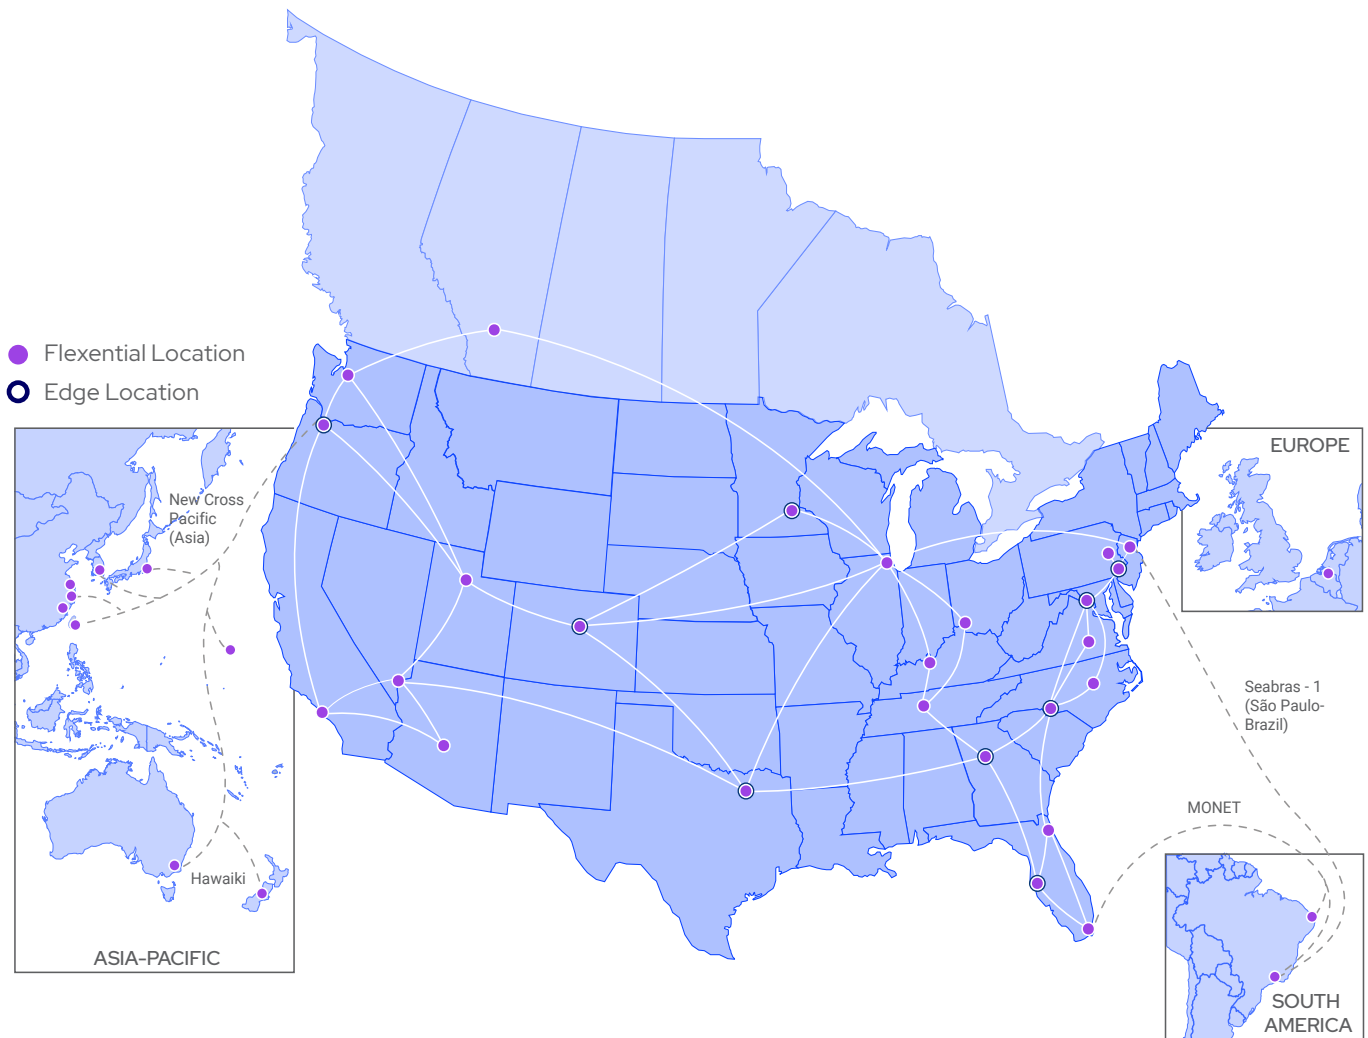 Flexential Location
Edge Location
New Cross
Pacific
(Asia)
Hawaiki
ASIA-PACIFIC
EUROPE
Seabras - 1
(São Paulo-
Brazil)
MONET
SOUTH
AMERICA